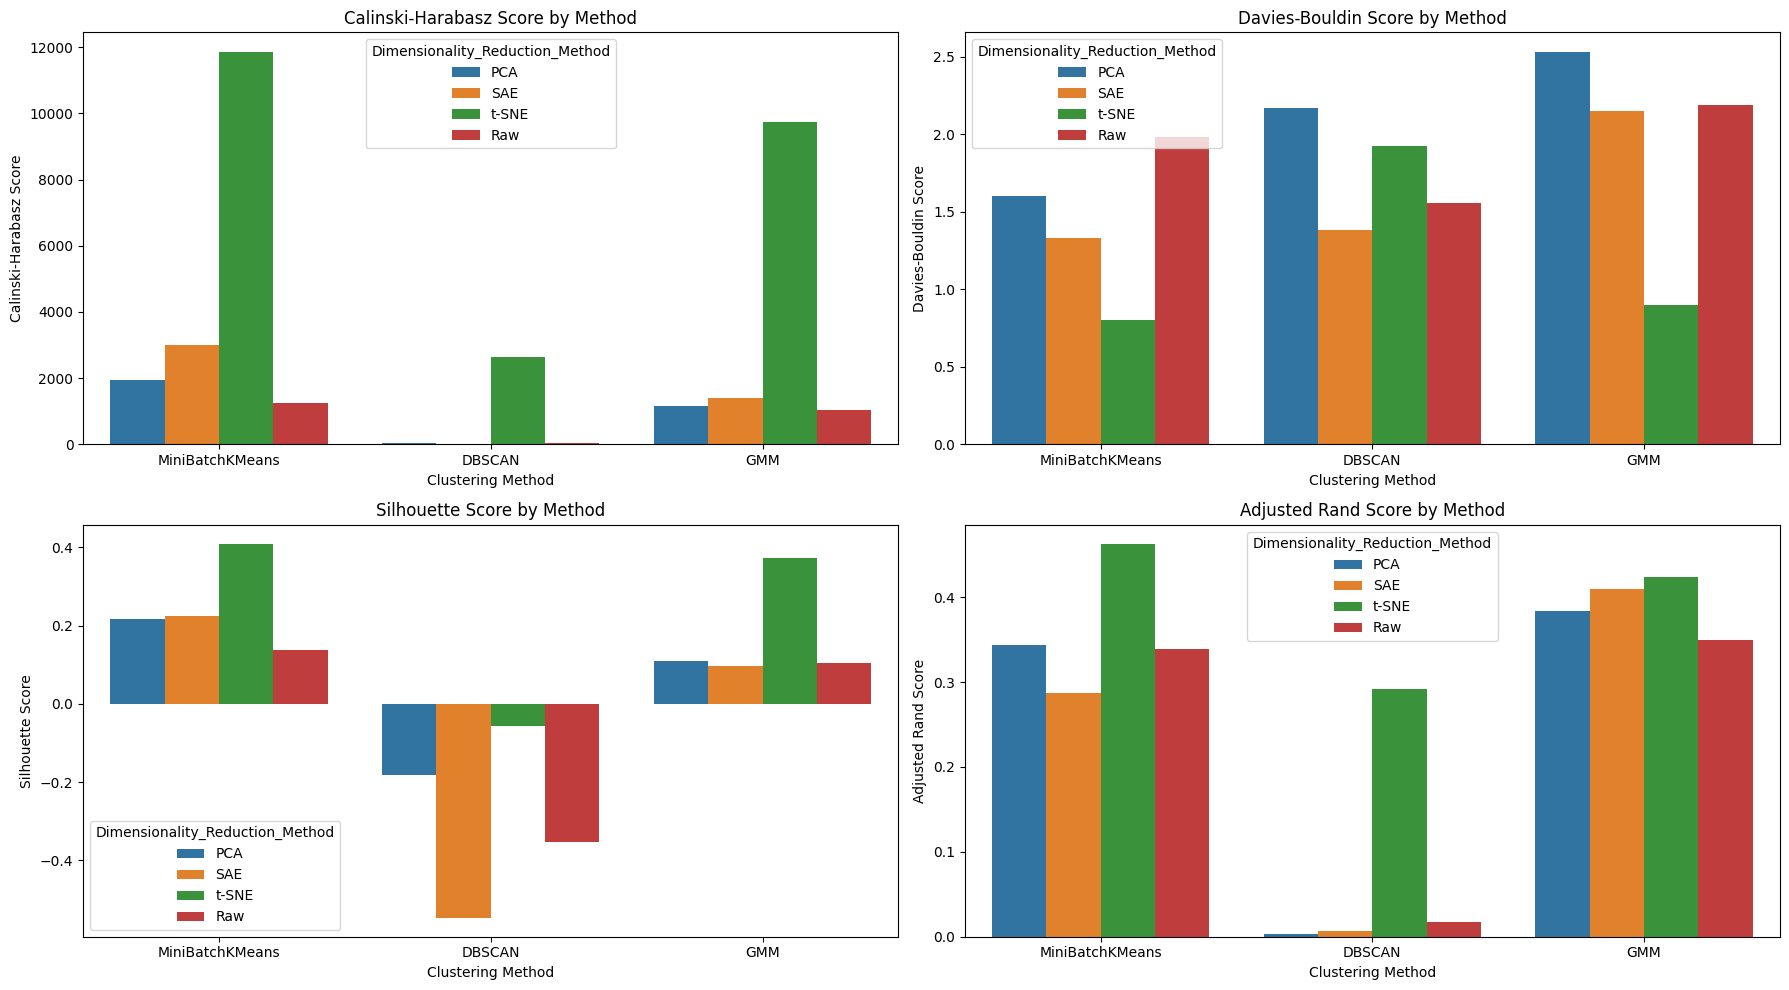 Calinski-Harabasz Score by Method
Calinski-Harabasz Score
12000
10000
8000
6000
4000
2000
0
Dimensionality_Reduction_Method
PCA
SAE
t-SNE
Raw
MiniBatchKMeans DBSCAN GMM
Clustering Method
Davies-Bouldin Score by Method
Davies-Bouldin Score
2.5
2.0
1.5
1.0
0.5
0.0
Dimensionality_Reduction_Method
PCA
SAE
t-SNE
Raw
MiniBatchKMeans DBSCAN GMM
Clustering Method
Silhouette Score by Method
Silhouette Score
0.4
0.2
0.0
−0.2
−0.4
Dimensionality_Reduction_Method
PCA
SAE
t-SNE
Raw
MiniBatchKMeans DBSCAN GMM
Clustering Method
Adjusted Rand Score by Method
Adjusted Rand Score
0.4
0.3
0.2
0.1
0.0
Dimensionality_Reduction_Method
PCA
SAE
t-SNE
Raw
MiniBatchKMeans DBSCAN GMM
Clustering Method